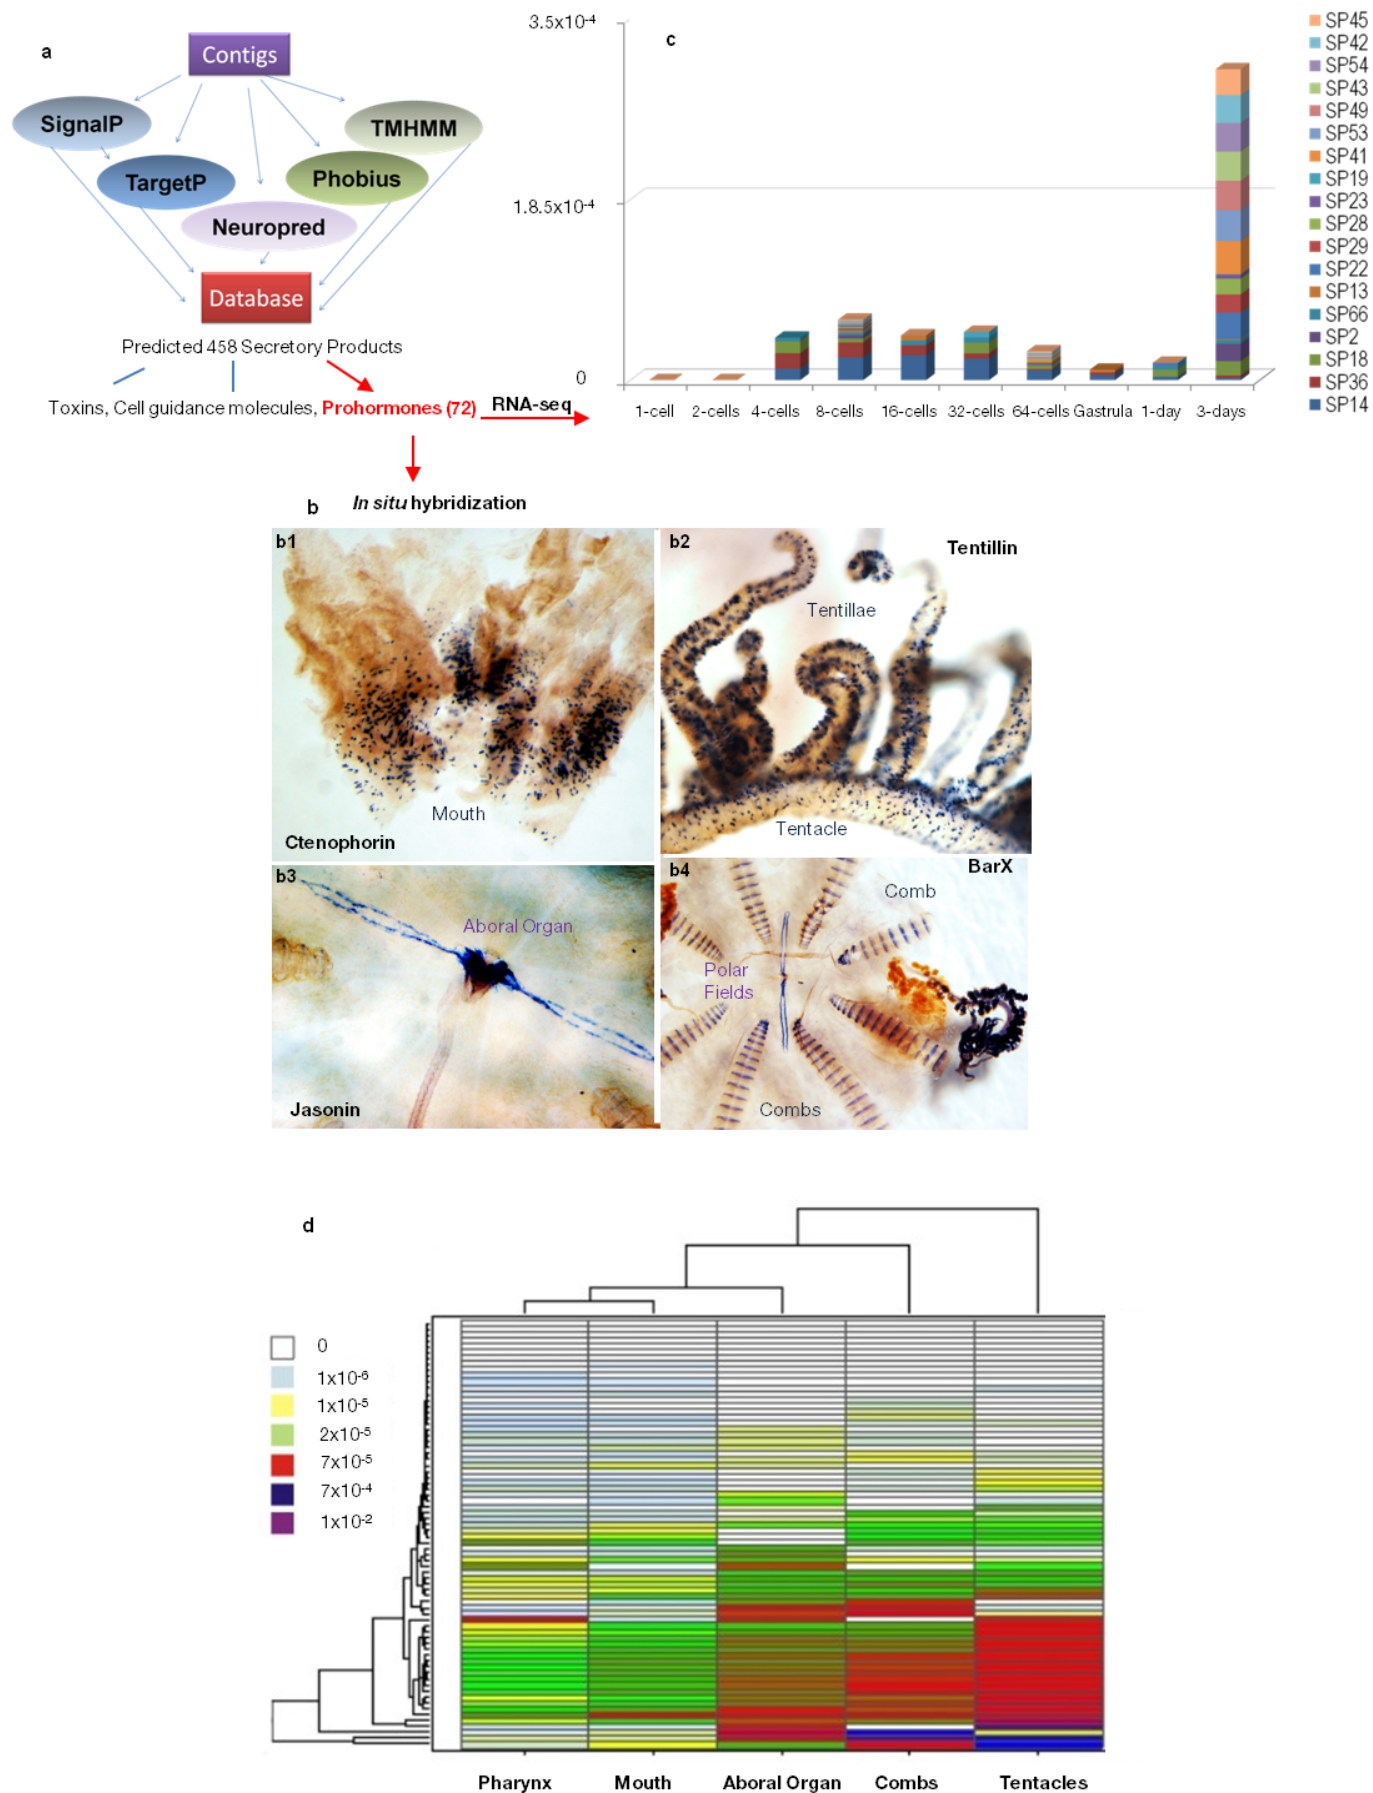 a
Contigs
SignalP
TMHMM
TargetP
Phobius
Neuropred
Database
Predicted 458 Secretory Products
Toxins, Cell guidance molecules, Prohormones (72)
RNA-seq
c
3.5x10-4
1.8.5x10-4
0
1-cell 2-cells 4-cells 8-cells 16-cells 32-cells 64-cells Gastrula 1-day 3-days
SP45
SP42
SP54
SP43
SP49
SP53
SP41
SP19
SP23
SP28
SP29
SP22
SP13
SP66
SP2
SP18
SP36
SP14
b
In situ hybridization
b1
Mouth
Ctenophorin
b2
Tentillin
Tentillae
Tentacle
b3
Aboral Organ
Jasonin
b4
BarX
Comb
Polar
Fields
Combs
d
0
1x10-6
1x10-5
2x10-5
7x10-5
7x10-4
1x10-2
Pharynx Mouth Aboral Organ Combs Tentacles